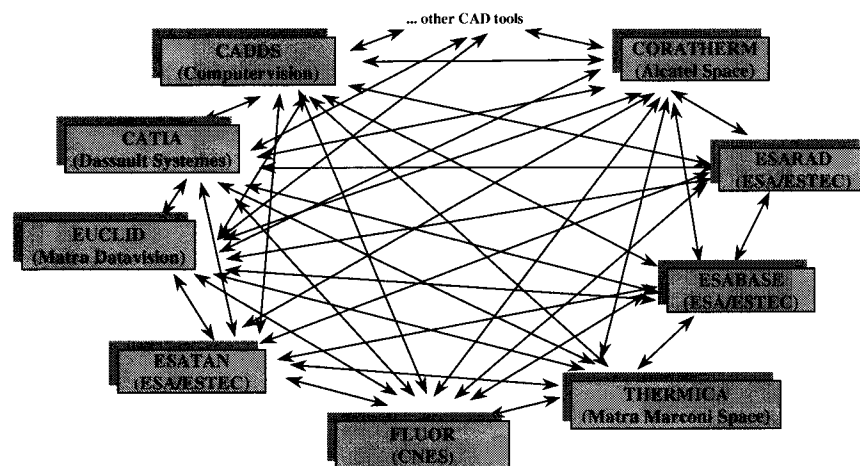 ... other CAD tools
CADDS
(Computervision)
CORATHERM
(Alcatel Space)
CATIA
(Dassault Systemes)
ESARAD
(ESA/ESTEC)
EUCLID
(Matra Datavision)
ESABASE
(ESA/ESTEC)
ESATAN
(ESA/ESTEC)
THERMICA
(Matra Marconi Space)
FLUOR
(CNES)